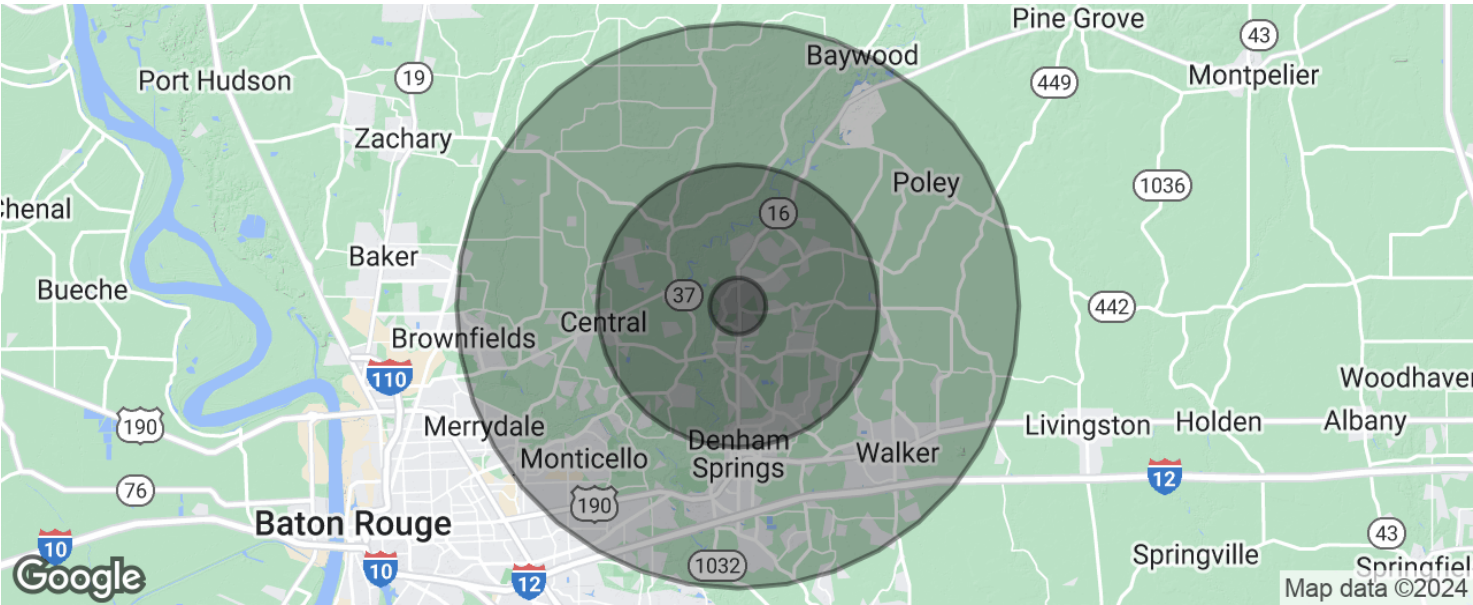 Pine Grove
43
Baywood
Port Hudson
19
449
Montpelier
Zachary
Poley
1036
Chenal
16
Baker
Bueche
37
442
Central
Brownfields
110
Woodhaven
190
Merrydale
Denham
Springs
Livingston
Holden
Albany
Monticello
Walker
12
76
190
Baton Rouge
43
10
10
12
1032
Springville
Springfiel
Google
Map data ©2024